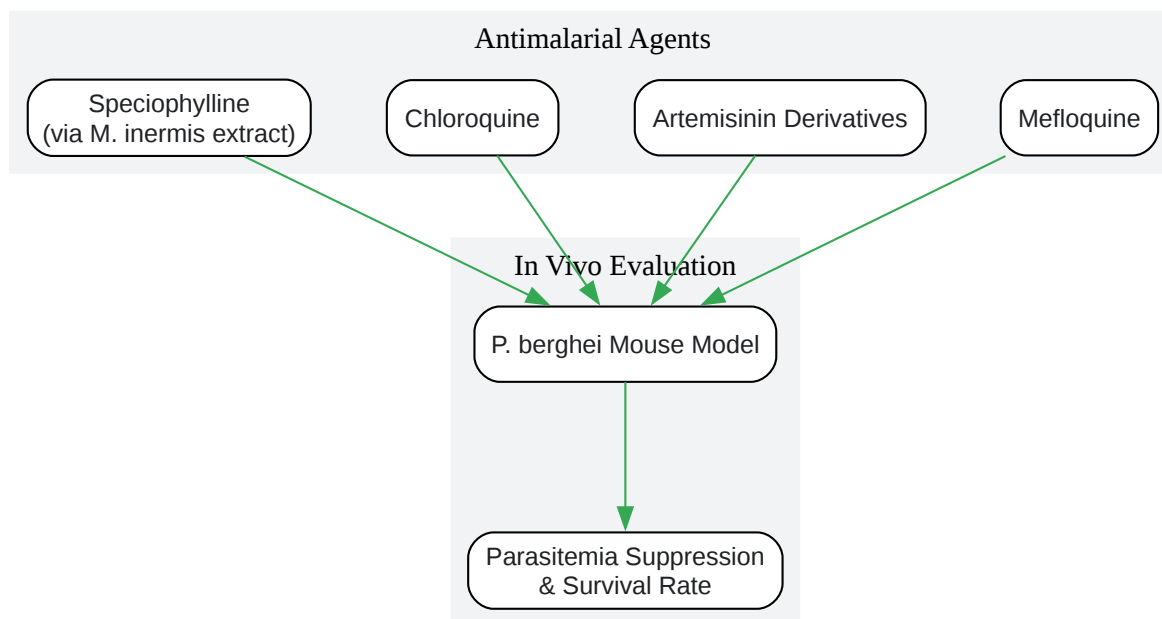 Antimalarial Agents
Speciophylline
(via M. inermis extract)
Chloroquine
Artemisinin Derivatives
Mefloquine
In Vivo Evaluation
P. berghei Mouse Model
Parasitemia Suppression
& Survival Rate